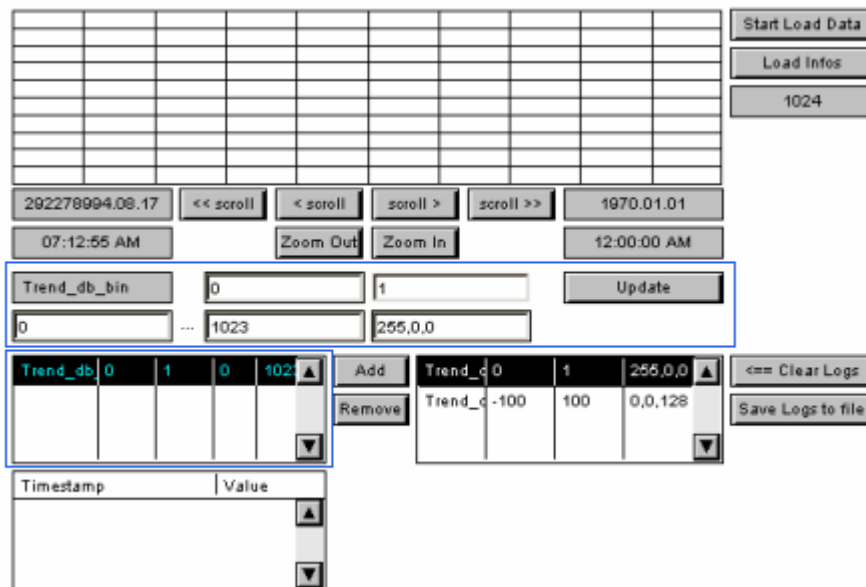 Start Load Data
Load Infos
1024
292278994.08.17 << scroll < scroll scroll > scroll >> 1970.01.01
07:12:55 AM Zoom Out Zoom In 12:00:00 AM
Trend_db_bin 0 1 Update
0 ... 1023 255,0,0
Trend_db_ 0 1 0 1023 Add Trend_d 0 1 255,0,0 <== Clear Logs
Remove Trend_d -100 100 0,0,128 Save Logs to file
Timestamp Value